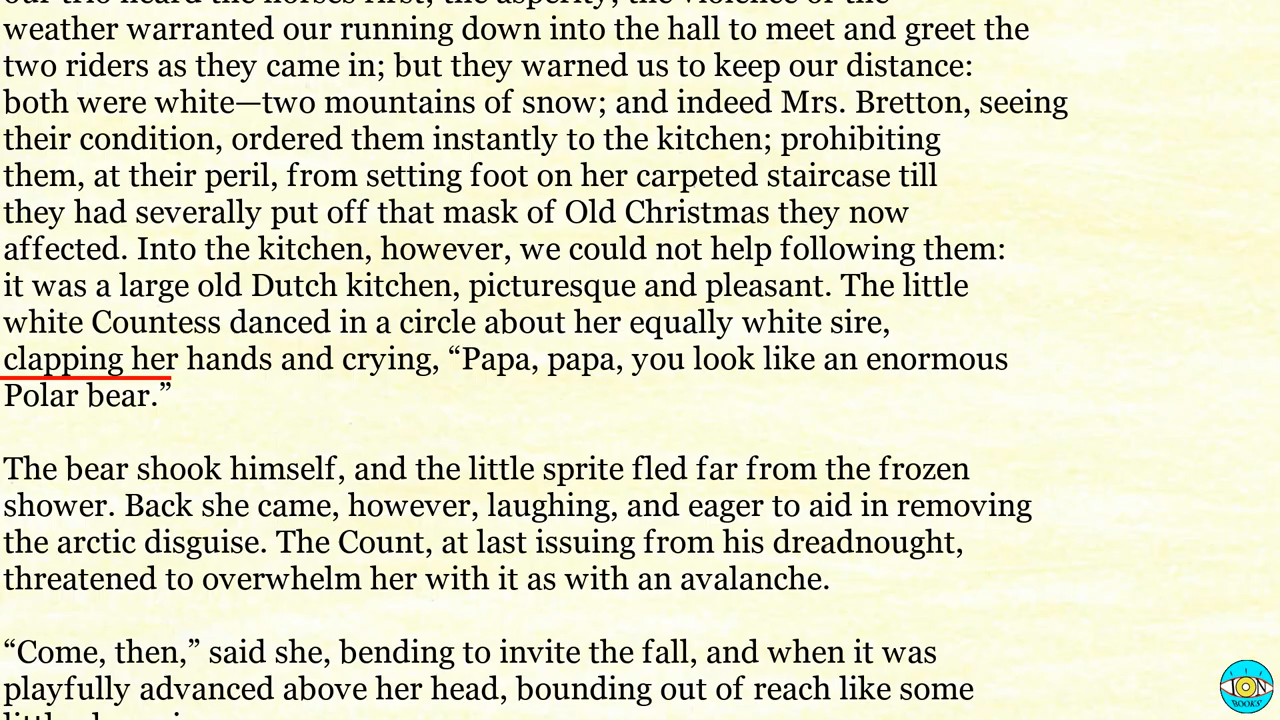 weather warranted our running down into the hall to meet and greet the
two riders as they came in; but they warned us to keep our distance:
both were white—two mountains of snow; and indeed Mrs. Bretton, seeing
their condition, ordered them instantly to the kitchen; prohibiting
them, at their peril, from setting foot on her carpeted staircase till
they had severally put off that mask of Old Christmas they now
affected. Into the kitchen, however, we could not help following them:
it was a large old Dutch kitchen, picturesque and pleasant. The little
white Countess danced in a circle about her equally white sire,
clapping her hands and crying, “Papa, papa, you look like an enormous
Polar bear.”
The bear shook himself, and the little sprite fled far from the frozen
shower. Back she came, however, laughing, and eager to aid in removing
the arctic disguise. The Count, at last issuing from his dreadnought,
threatened to overwhelm her with it as with an avalanche.
“Come, then,” said she, bending to invite the fall, and when it was
playfully advanced above her head, bounding out of reach like some
ION
BOOKS